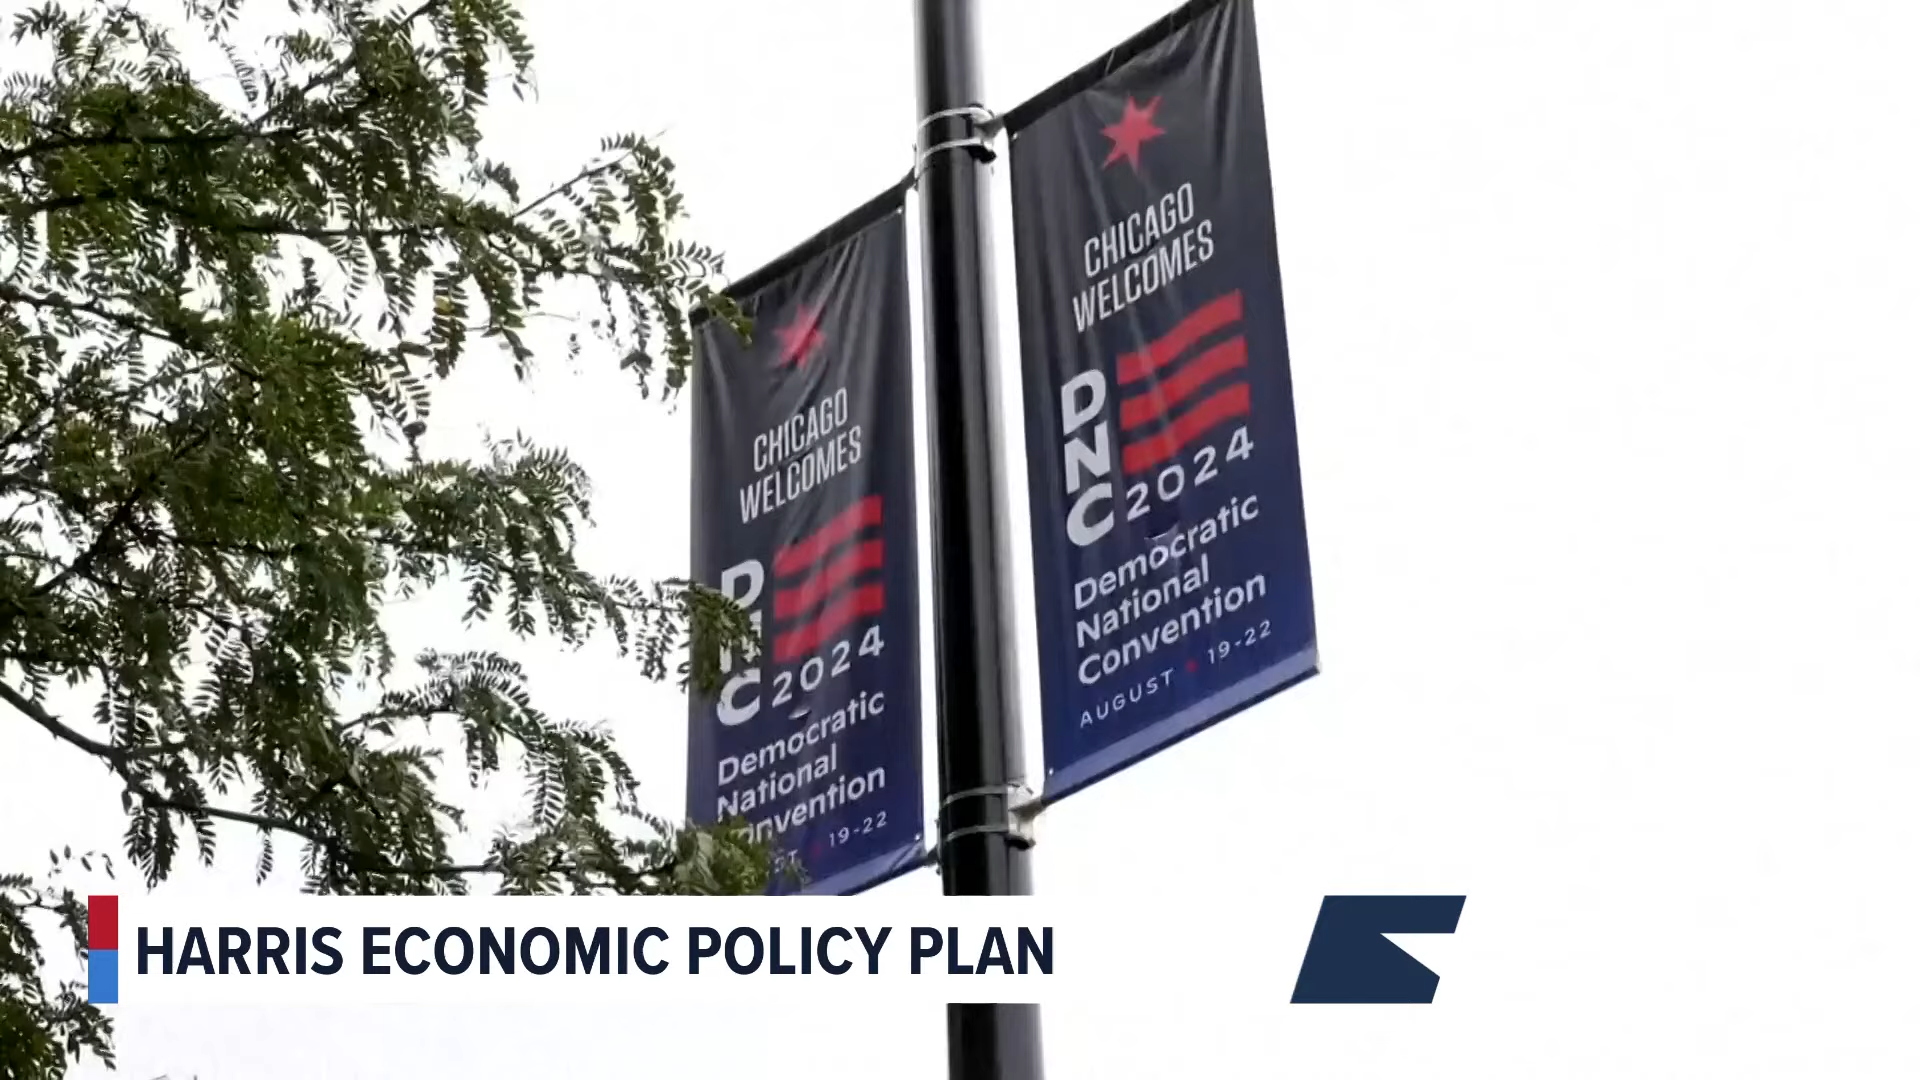 CHICAGO
WELCOMES
DNC 2024
Democratic
National
Convention
19-22
CHICAGO
WELCOMES
DNC 2024
Democratic
National
Convention
AUGUST 19-22
HARRIS ECONOMIC POLICY PLAN